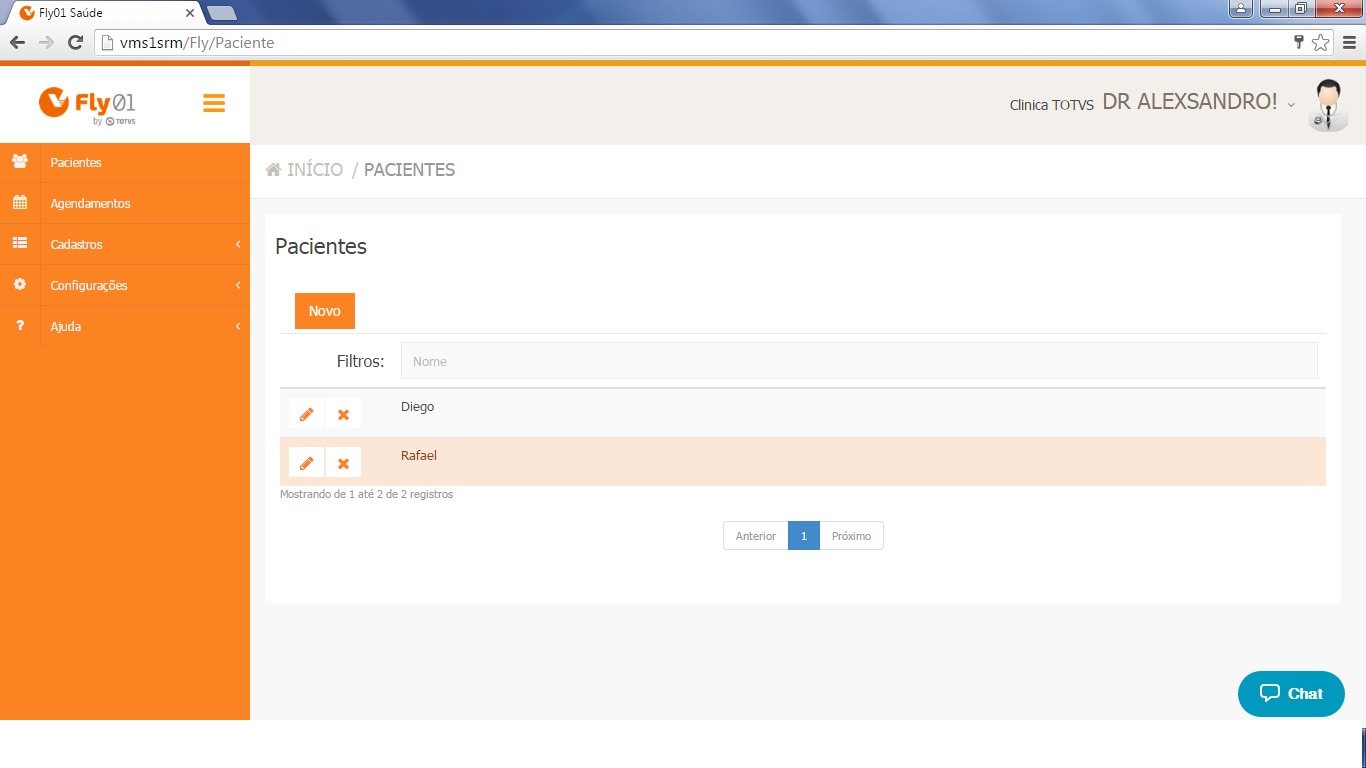 Fly01 Saúde
vms1srm/Fly/Paciente
Fly01
by TOTVS
Clinica TOTVS DR ALEXSANDRO!
Pacientes
Agendamentos
Cadastros
Configurações
Ajuda
INÍCIO / PACIENTES
Pacientes
Novo
Filtros: Nome
Diego
Rafael
Mostrando de 1 até 2 de 2 registros
Anterior 1 Próximo
Chat